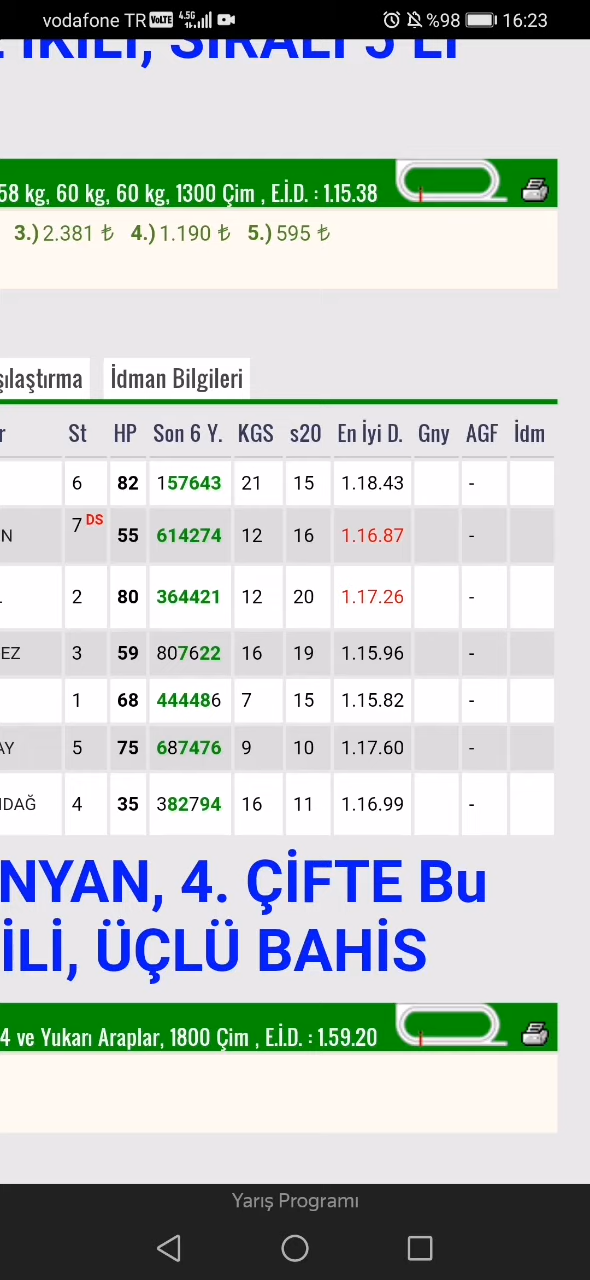 vodafone TR VoLTE 4.5G %98 16:23
İKİLİ, SIRALI 5'Lİ
58 kg, 60 kg, 60 kg, 1300 Çim , E.İ.D. : 1.15.38
3.) 2.381 ₺ 4.) 1.190 ₺ 5.) 595 ₺
şılaştırma İdman Bilgileri
r St HP Son 6 Y. KGS s20 En İyi D. Gny AGF İdm
6 82 157643 21 15 1.18.43 -
N 7 DS 55 614274 12 16 1.16.87 -
2 80 364421 12 20 1.17.26 -
EZ 3 59 807622 16 19 1.15.96 -
1 68 444486 7 15 1.15.82 -
AY 5 75 687476 9 10 1.17.60 -
IDAĞ 4 35 382794 16 11 1.16.99 -
NYAN, 4. ÇİFTE Bu
İLİ, ÜÇLÜ BAHİS
4 ve Yukarı Araplar, 1800 Çim , E.İ.D. : 1.59.20
Yarış Programı